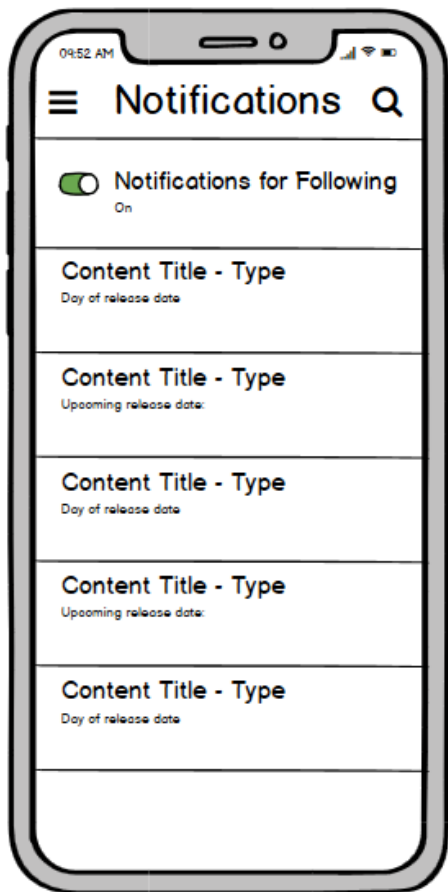 09:52 AM
Notifications
Notifications for Following
On
Content Title - Type
Day of release date
Content Title - Type
Upcoming release date:
Content Title - Type
Day of release date
Content Title - Type
Upcoming release date:
Content Title - Type
Day of release date